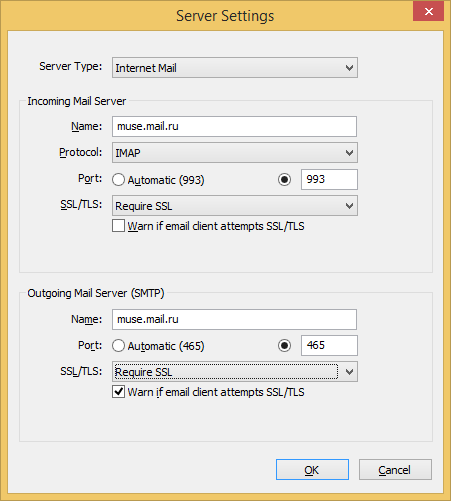 Server Settings
Server Type: Internet Mail
Incoming Mail Server
Name: muse.mail.ru
Protocol: IMAP
Port: Automatic (993) 993
SSL/TLS: Require SSL
Warn if email client attempts SSL/TLS
Outgoing Mail Server (SMTP)
Name: muse.mail.ru
Port: Automatic (465) 465
SSL/TLS: Require SSL
Warn if email client attempts SSL/TLS
OK Cancel